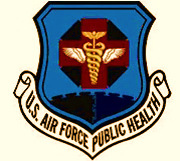 U.S. AIR FORCE PUBLIC HEALTH